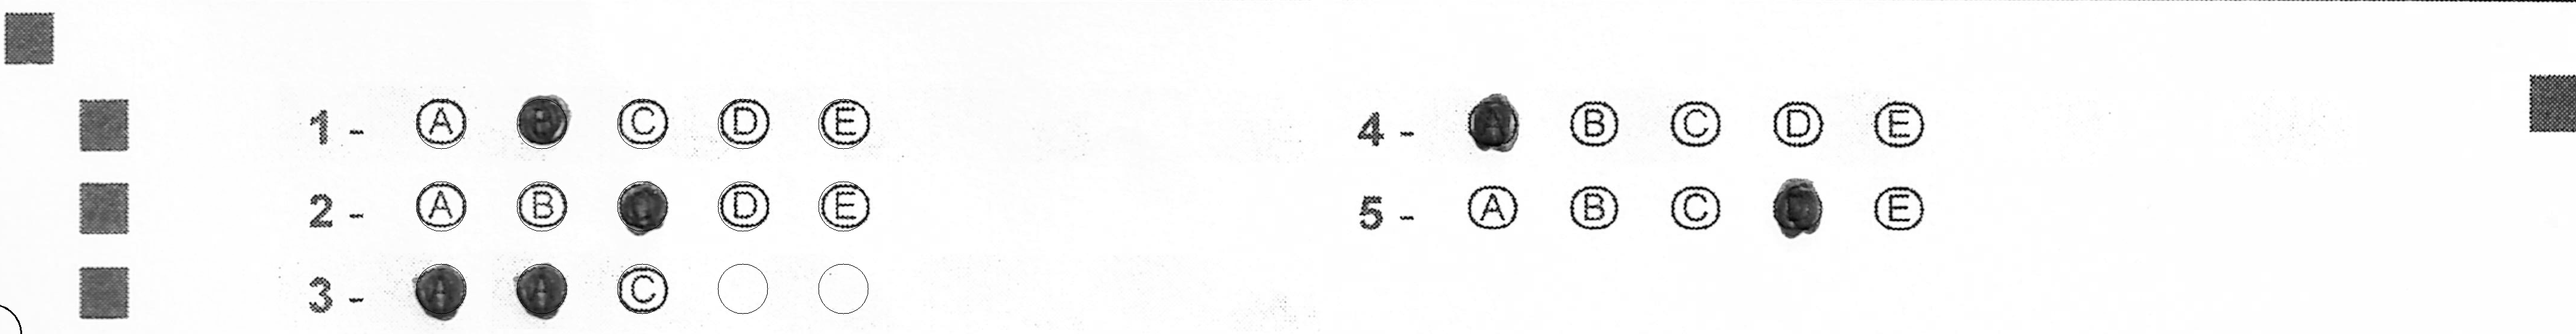 1 - A B C D E
2 - A B C D E
3 - A A C
4 - A B C D E
5 - A B C D E